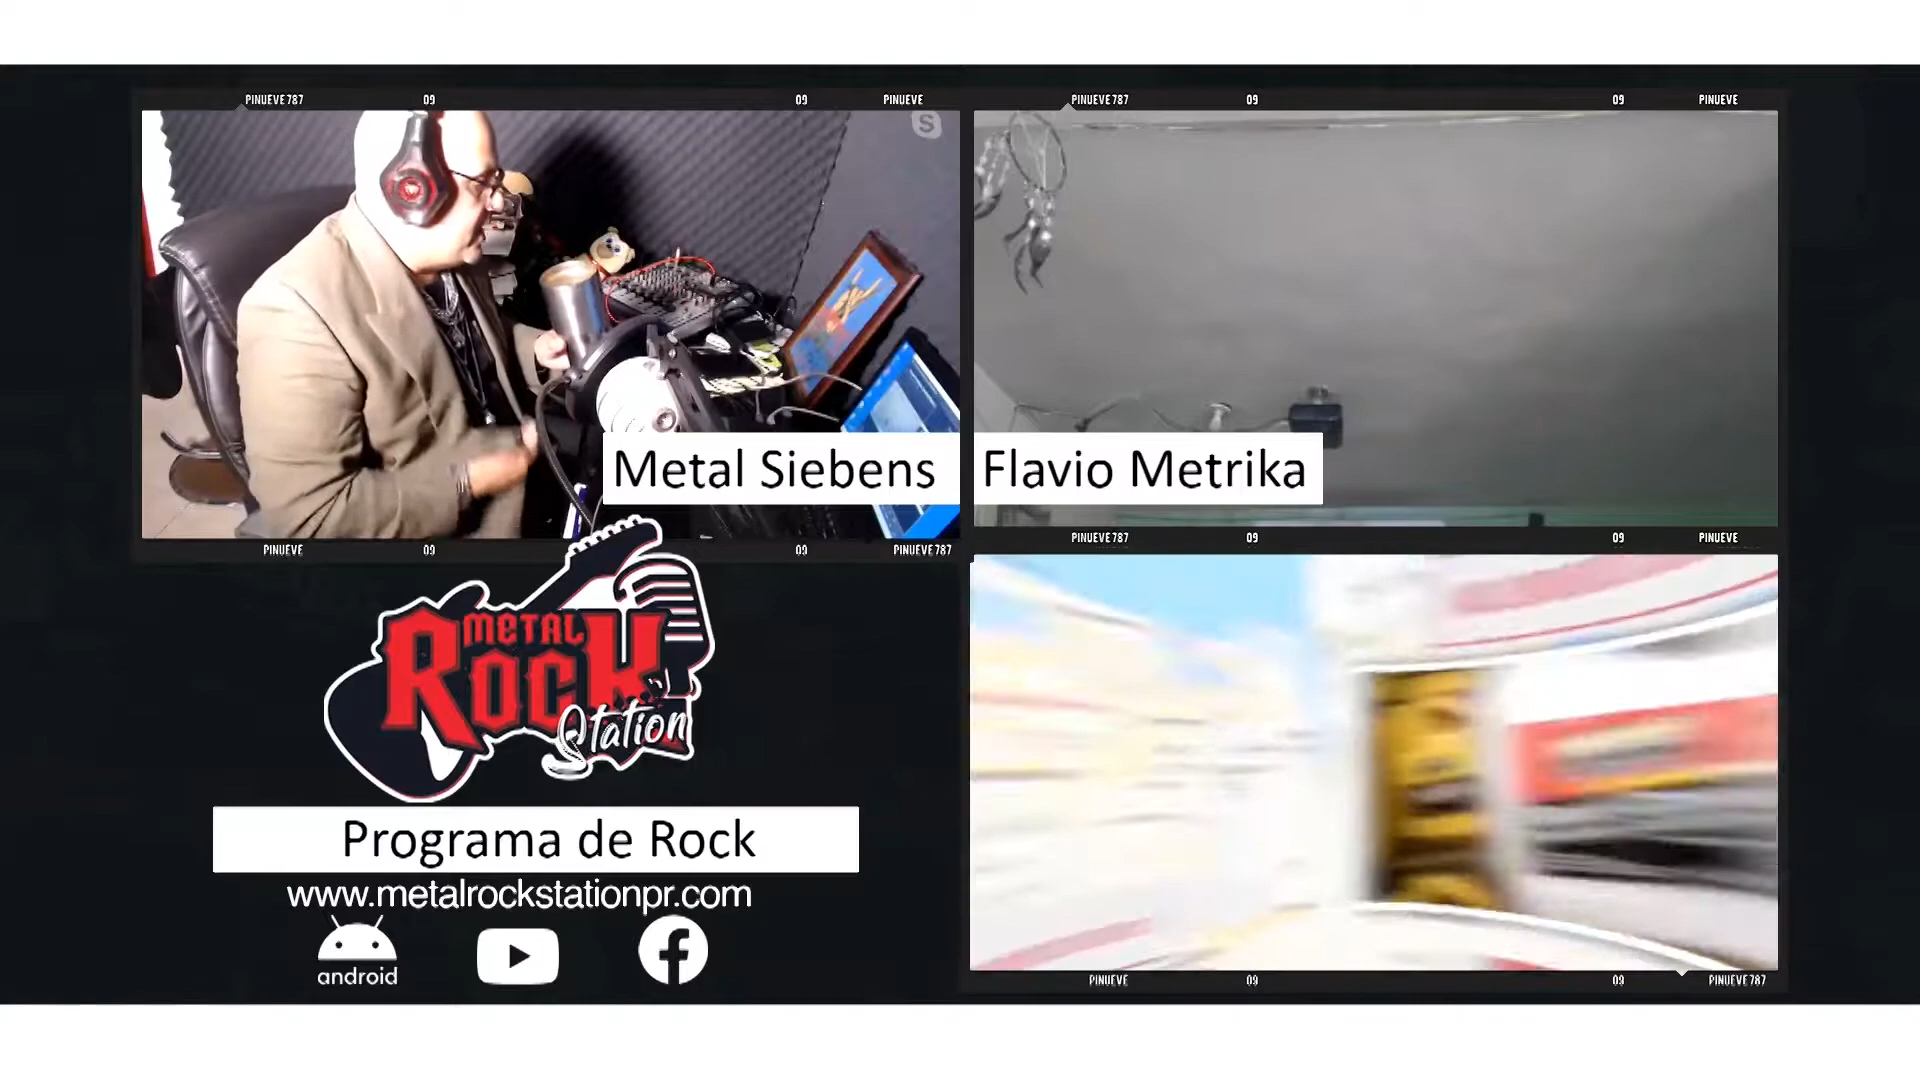 PINUEVE 787 09 09 PINUEVE
PINUEVE 787 09 09 PINUEVE
Metal Siebens
Flavio Metrika
PINUEVE 09 09 PINUEVE 787
PINUEVE 787 09 09 PINUEVE
METAL
ROCK
Station
Programa de Rock
www.metalrockstationpr.com
android
PINUEVE 09 09 PINUEVE 787